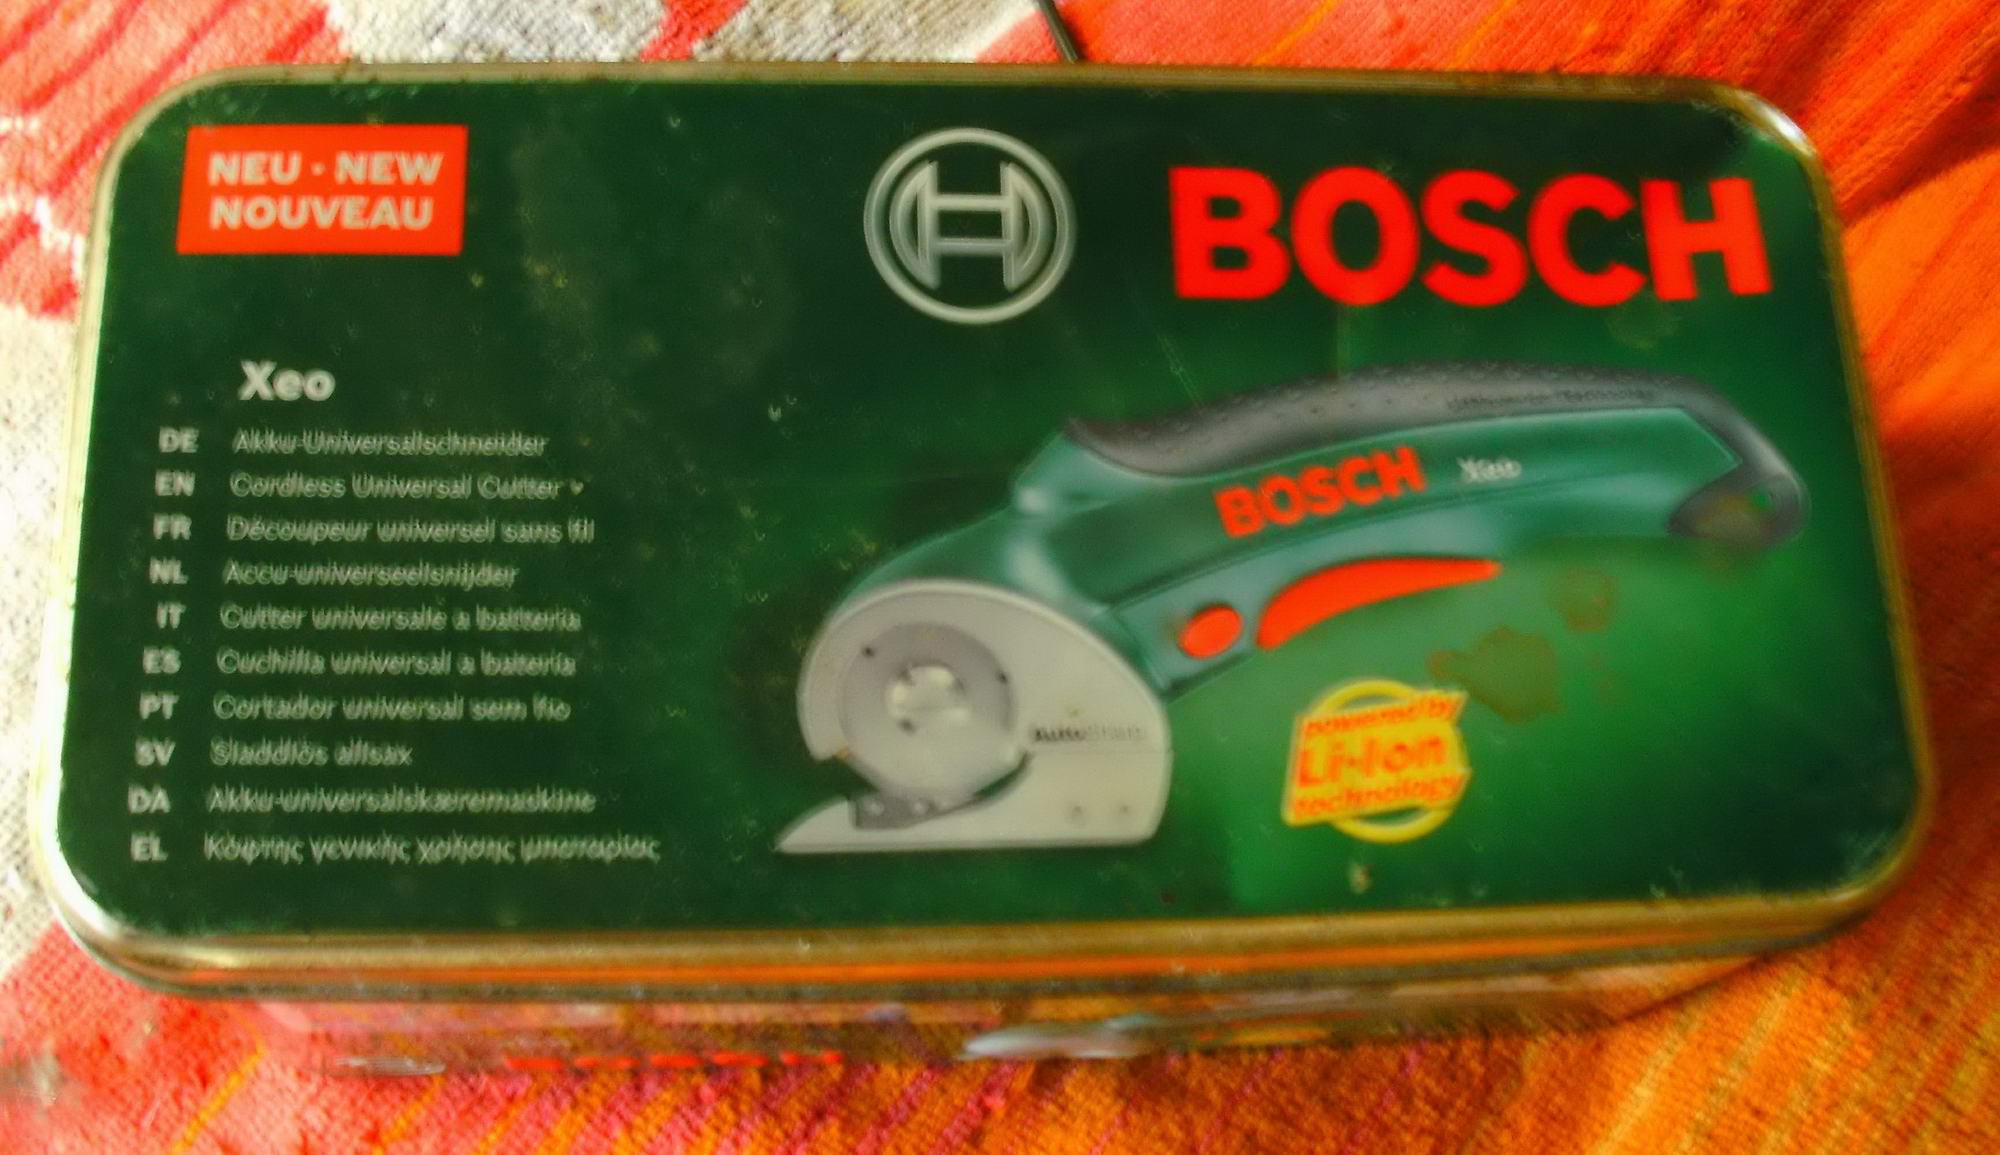 NEU · NEW
NOUVEAU
BOSCH
Xeo
DE Akku-Universalschneider
EN Cordless Universal Cutter
FR Découpeur universel sans fil
NL Accu-universeelsnijder
IT Cutter universale a batteria
ES Cuchilla universal a batería
PT Cortador universal sem fio
SV Sladdlös allsax
DA Akku-universalskæremaskine
EL Κόφτης γενικής χρήσης μπαταρίας
BOSCH Xeo
powered by
Li-Ion
technology